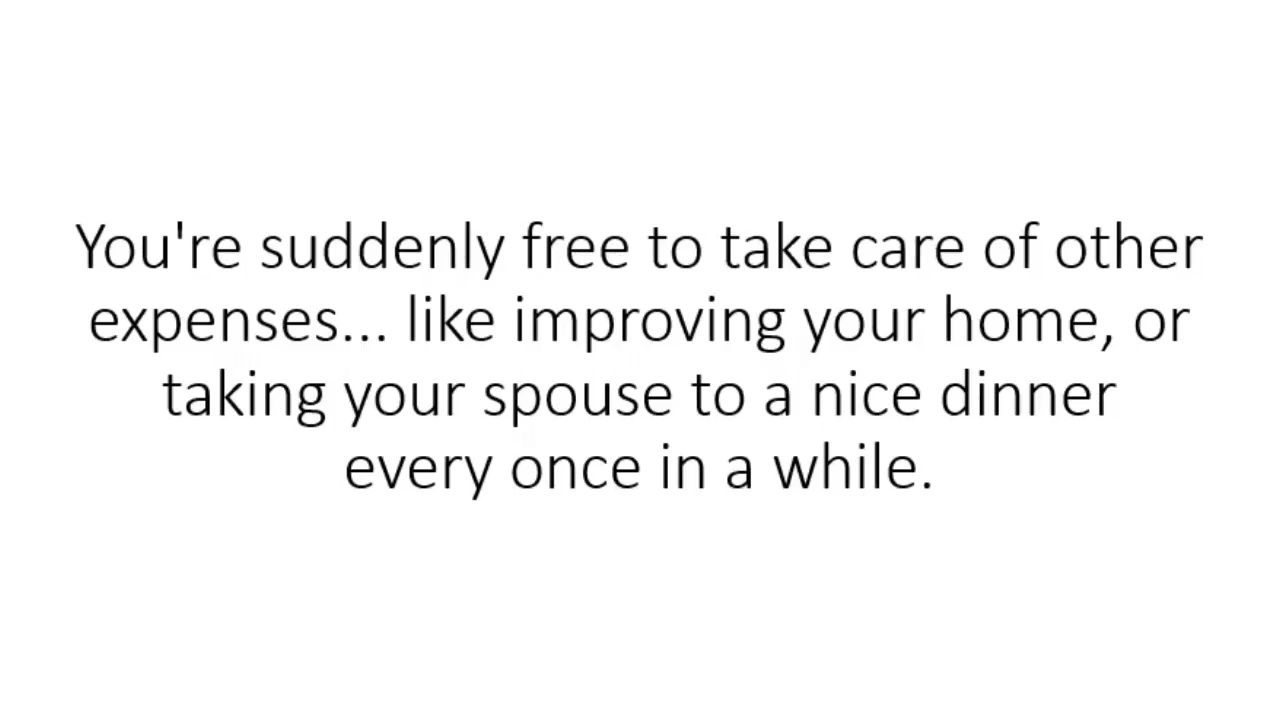 You're suddenly free to take care of other
expenses... like improving your home, or
taking your spouse to a nice dinner
every once in a while.